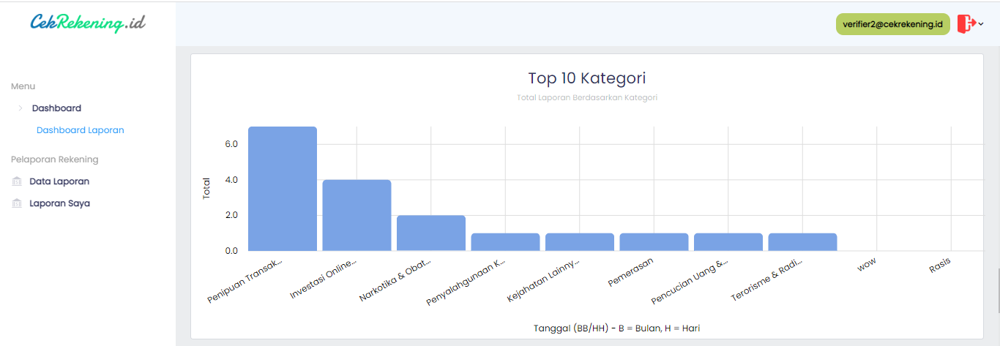 CekRekening.id
verifier2@cekrekening.id
Menu
Dashboard
Dashboard Laporan
Pelaporan Rekening
Data Laporan
Laporan Saya
Top 10 Kategori
Total Laporan Berdasarkan Kategori
Total
6.0
4.0
2.0
0.0
Penipuan Transak...
Investasi Online...
Narkotika & Obat...
Penyalahgunaan K...
Kejahatan Lainny...
Pemerasan
Pencucian Uang &...
Terorisme & Radi...
wow
Rasis
Tanggal (BB/HH) - B = Bulan, H = Hari